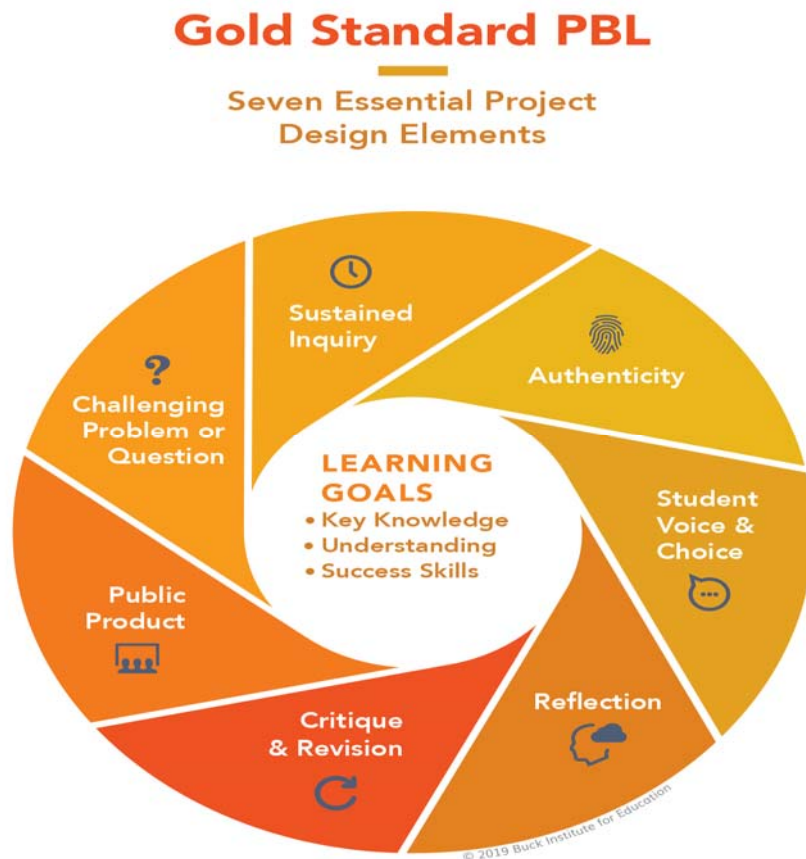 Gold Standard PBL
Seven Essential Project
Design Elements
Sustained
Inquiry
Authenticity
?
Challenging
Problem or
Question
LEARNING
GOALS
• Key Knowledge
• Understanding
• Success Skills
Student
Voice &
Choice
Public
Product
Reflection
Critique
& Revision
© 2019 Buck Institute for Education